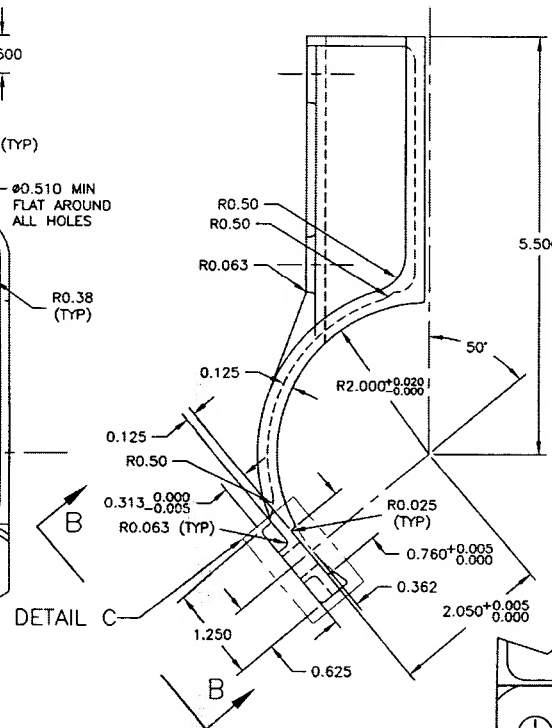 600
(TYP)
ø0.510 MIN
FLAT AROUND
ALL HOLES
R0.38
(TYP)
R0.50
R0.50
R0.063
5.500
50°
0.125
R2.000+0.020
-0.000
0.125
R0.50
0.313 0.000
-0.005
R0.063 (TYP)
R0.025
(TYP)
B
0.760+0.005
0.000
0.362
2.050+0.005
0.000
DETAIL C
1.250
0.625
B